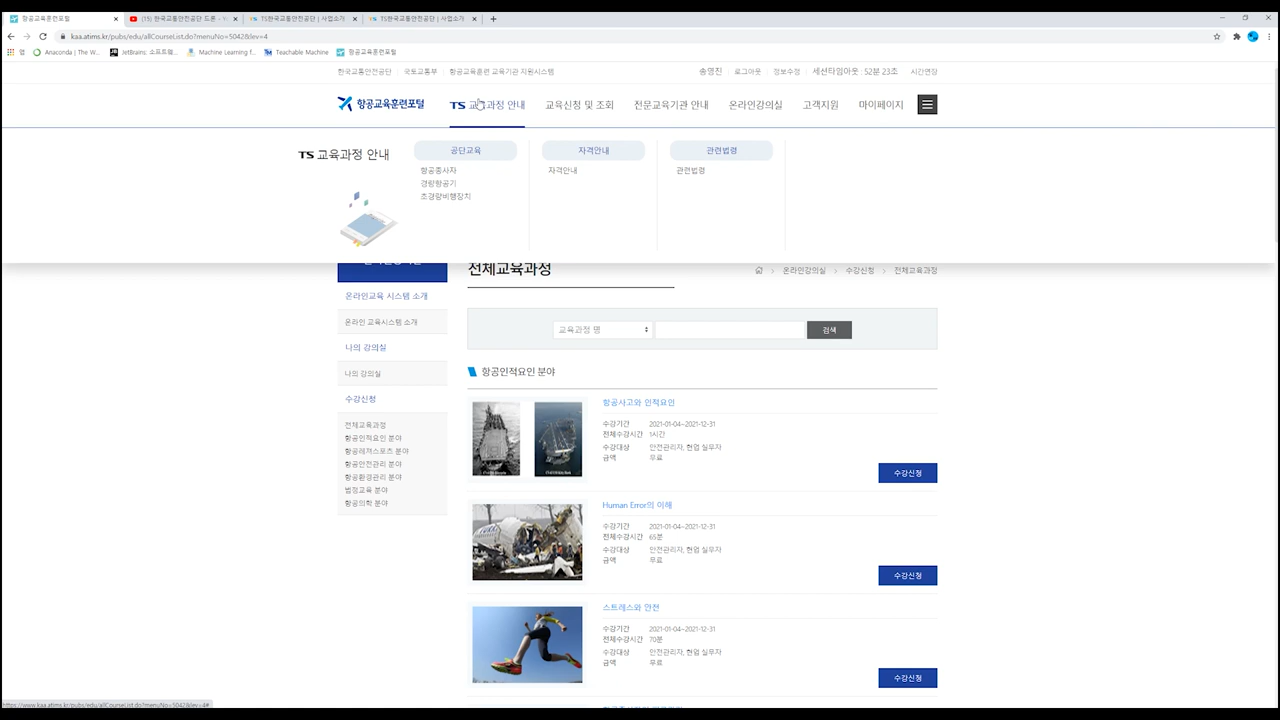 항공교육훈련포털
(15) 한국교통안전공단 드론 - Y
TS한국교통안전공단 | 사업소개
TS한국교통안전공단 | 사업소개
kaa.atims.kr/pubs/edu/allCourseList.do?menuNo=5042&lev=4
앱
Anaconda | The W...
JetBrains: 소프트웨...
Machine Learning f...
Teachable Machine
항공교육훈련포털
한국교통안전공단
국토교통부
항공교육훈련 교육기관 지원시스템
송영진
로그아웃
정보수정
세션타임아웃 : 52분 23초
시간연장
항공교육훈련포털
TS 교육과정 안내
교육신청 및 조회
전문교육기관 안내
온라인강의실
고객지원
마이페이지
TS 교육과정 안내
공단교육
자격안내
관련법령
항공종사자
자격안내
관련법령
경량항공기
초경량비행장치
전체교육과정
온라인강의실 > 수강신청 > 전체교육과정
온라인교육 시스템 소개
온라인 교육시스템 소개
나의 강의실
나의 강의실
수강신청
전체교육과정
항공인적요인 분야
항공레져스포츠 분야
항공안전관리 분야
항공환경관리 분야
법정교육 분야
항공의학 분야
교육과정 명
검색
항공인적요인 분야
항공사고와 인적요인
수강기간 2021-01-04~2021-12-31
전체수강시간 1시간
수강대상 안전관리자, 현업 실무자
금액 무료
수강신청
Human Error의 이해
수강기간 2021-01-04~2021-12-31
전체수강시간 65분
수강대상 안전관리자, 현업 실무자
금액 무료
수강신청
스트레스와 안전
수강기간 2021-01-04~2021-12-31
전체수강시간 70분
수강대상 안전관리자, 현업 실무자
금액 무료
수강신청
https://www.kaa.atims.kr/pubs/edu/allCourseList.do?menuNo=5042&lev=4#